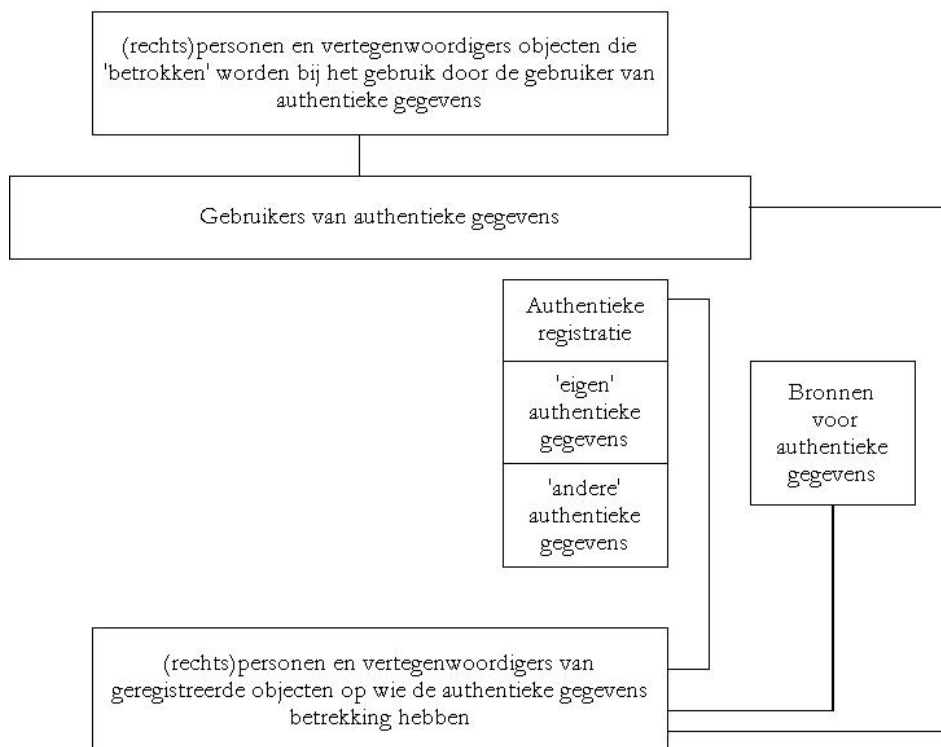 (rechts)personen en vertegenwoordigers objecten die
'betrokken' worden bij het gebruik door de gebruiker van
authentieke gegevens
Gebruikers van authentieke gegevens
Authentieke
registratie
'eigen'
authentieke
gegevens
'andere'
authentieke
gegevens
Bronnen
voor
authentieke
gegevens
(rechts)personen en vertegenwoordigers van
geregistreerde objecten op wie de authentieke gegevens
betrekking hebben